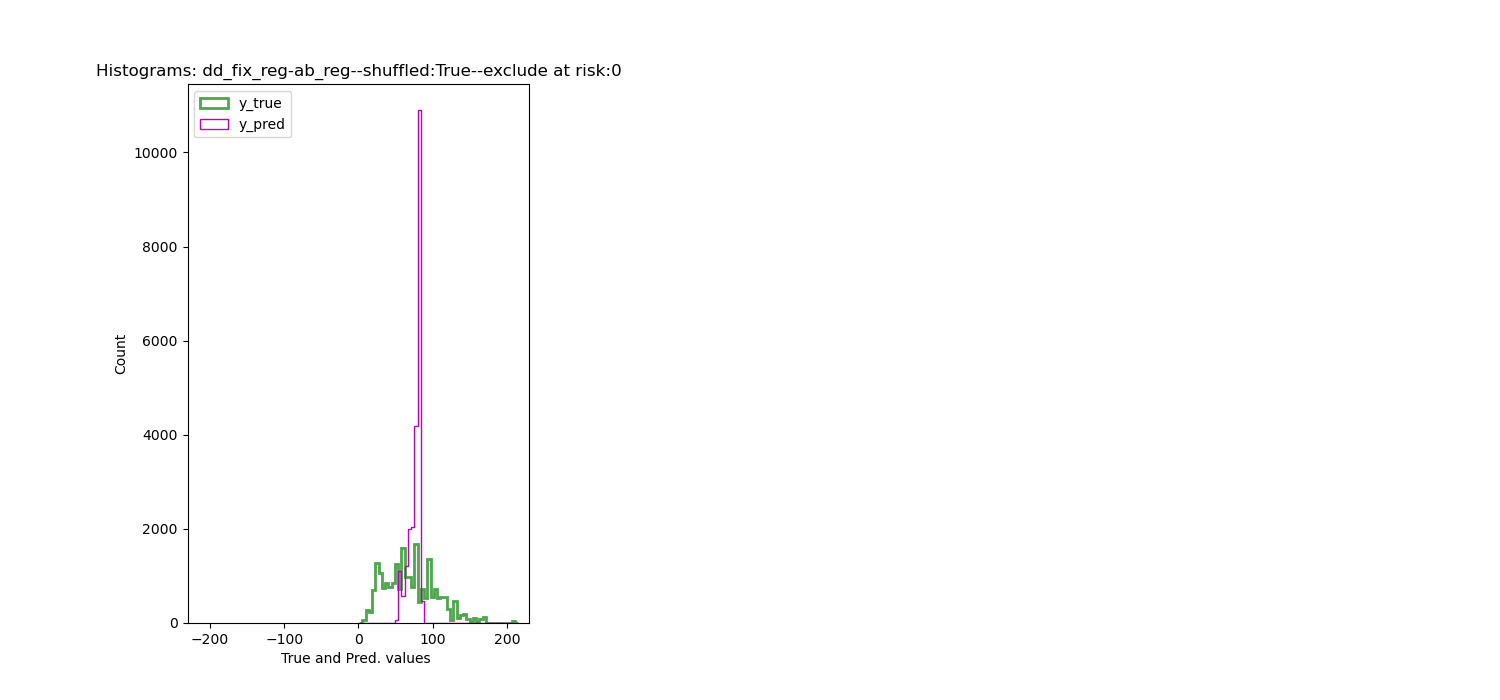 Histograms: dd_fix_reg-ab_reg--shuffled:True--exclude at risk:0
y_true
y_pred
10000
8000
6000
4000
2000
0
Count
−200 −100 0 100 200
True and Pred. values